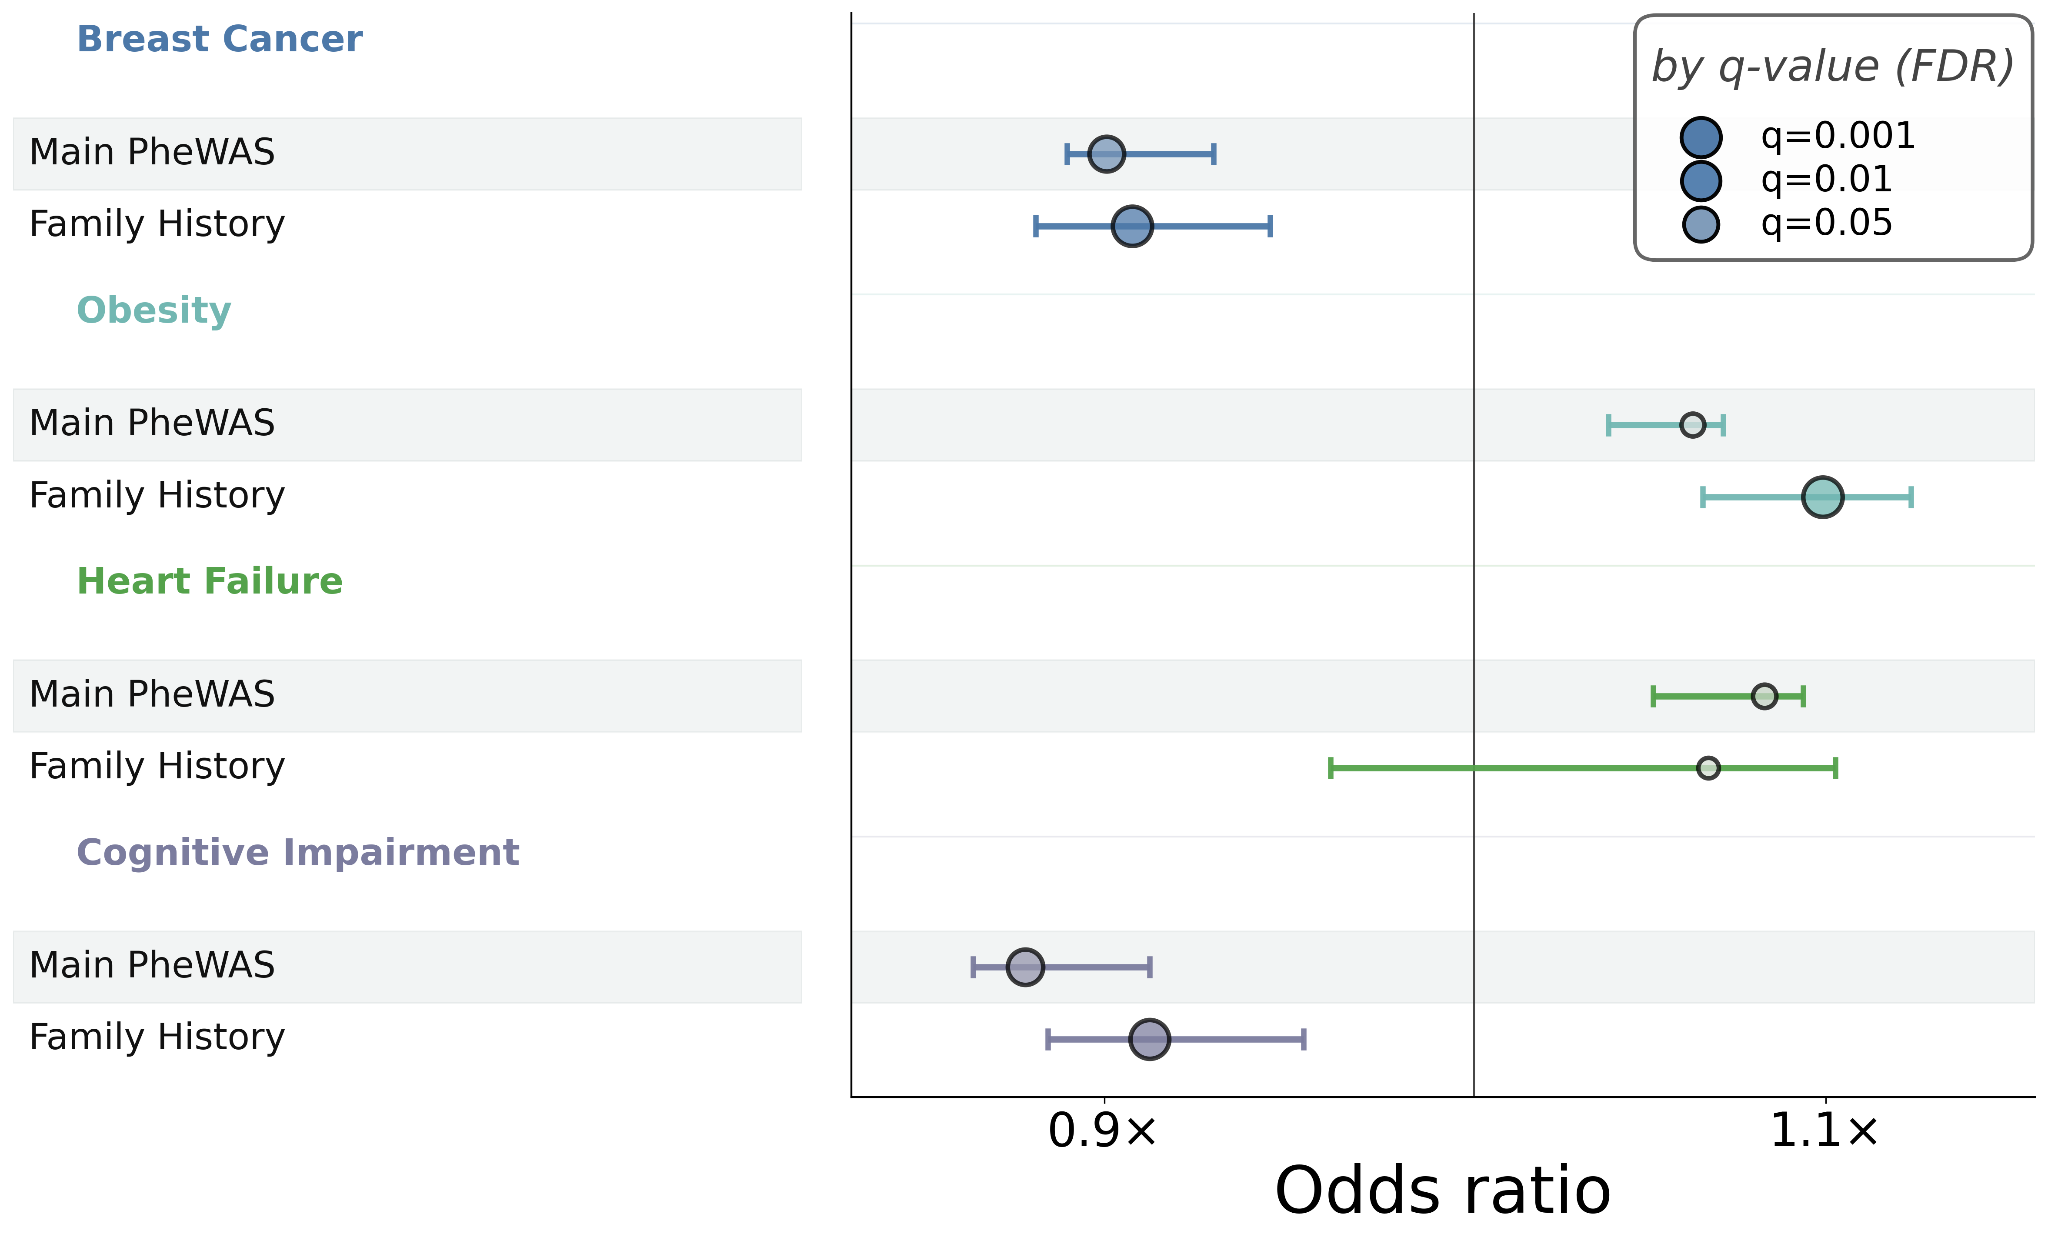 Breast Cancer
by q-value (FDR)
q=0.001
Main PheWAS
q=0.01
Family History
q=0.05
Obesity
Main PheWAS
Family History
Heart Failure
Main PheWAS
Family History
Cognitive Impairment
Main PheWAS
Family History
0.9×
1.1×
Odds ratio